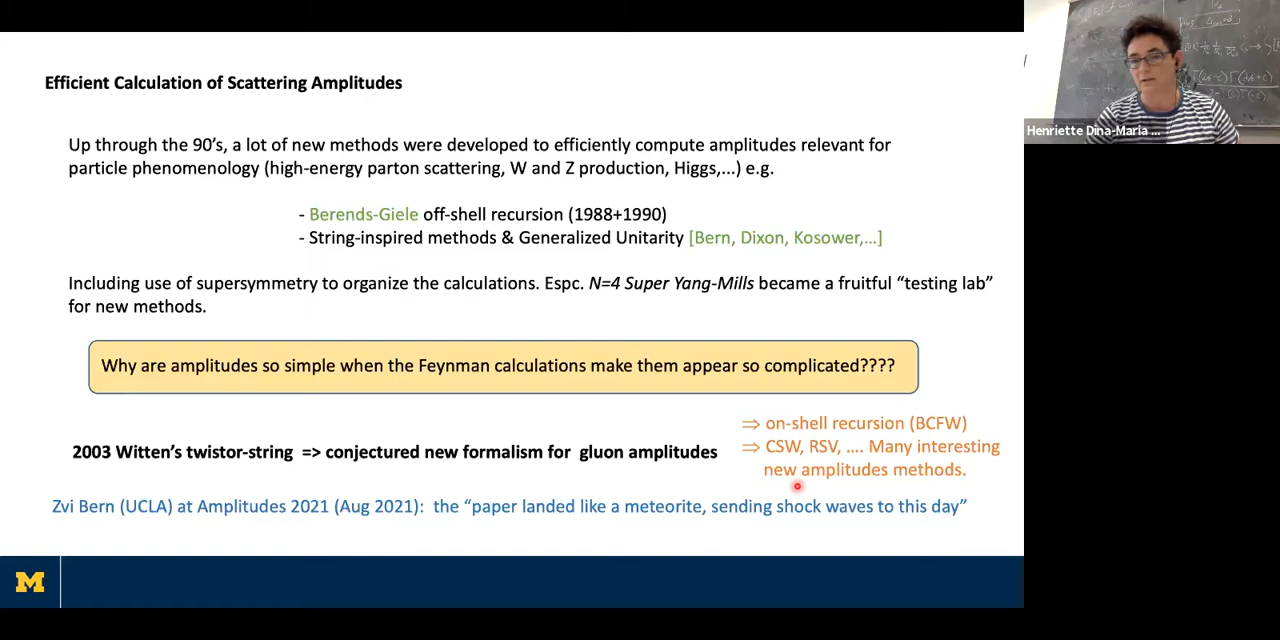 Efficient Calculation of Scattering Amplitudes
Up through the 90’s, a lot of new methods were developed to efficiently compute amplitudes relevant for
particle phenomenology (high-energy parton scattering, W and Z production, Higgs,...) e.g.
- Berends-Giele off-shell recursion (1988+1990)
- String-inspired methods & Generalized Unitarity [Bern, Dixon, Kosower,...]
Including use of supersymmetry to organize the calculations. Espc. N=4 Super Yang-Mills became a fruitful “testing lab”
for new methods.
Why are amplitudes so simple when the Feynman calculations make them appear so complicated????
2003 Witten’s twistor-string => conjectured new formalism for gluon amplitudes
⇒ on-shell recursion (BCFW)
⇒ CSW, RSV, .... Many interesting
new amplitudes methods.
Zvi Bern (UCLA) at Amplitudes 2021 (Aug 2021): the “paper landed like a meteorite, sending shock waves to this day”
M
Henriette Dina-Maria ...